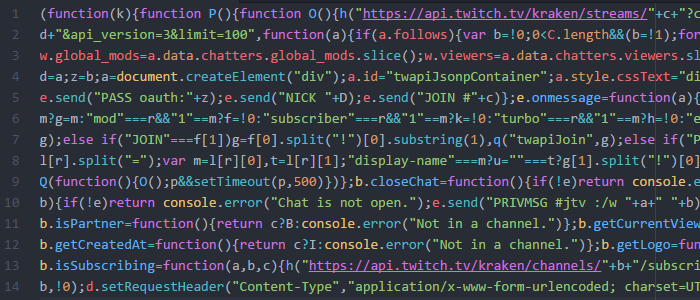 1 (function(k){function P(){function O(){h("https://api.twitch.tv/kraken/streams/"+c+"?c
2 d+"&api_version=3&limit=100",function(a){if(a.follows){var b=!0;0<C.length&&(b=!1);for
3 w.global_mods=a.data.chatters.global_mods.slice();w.viewers=a.data.chatters.viewers.sl
4 d=a;z=b;a=document.createElement("div");a.id="twapiJsonpContainer";a.style.cssText="di
5 e.send("PASS oauth:"+z);e.send("NICK "+D);e.send("JOIN #"+c)};e.onmessage=function(a){
6 m?g=m:"mod"===r&&"1"==m?f=!0:"subscriber"===r&&"1"==m?k=!0:"turbo"===r&&"1"==m?h=!0:"e
7 g);else if("JOIN"===f[1])g=f[0].split("!")[0].substring(1),q("twapiJoin",g);else if("P
8 l[r].split("=");var m=l[r][0],t=l[r][1];"display-name"===m?u=""===t?g[1].split("!")[0]
9 Q(function(){O();p&&setTimeout(p,500)})};b.closeChat=function(){if(!e)return console.e
10 b){if(!e)return console.error("Chat is not open.");e.send("PRIVMSG #jtv :/w "+a+" "+b)
11 b.isPartner=function(){return c?B:console.error("Not in a channel.")};b.getCurrentView
12 b.getCreatedAt=function(){return c?I:console.error("Not in a channel.")};b.getLogo=fun
13 b.isSubscribing=function(a,b,c){h("https://api.twitch.tv/kraken/channels/"+b+"/subscri
14 b,!0);d.setRequestHeader("Content-Type","application/x-www-form-urlencoded; charset=UT